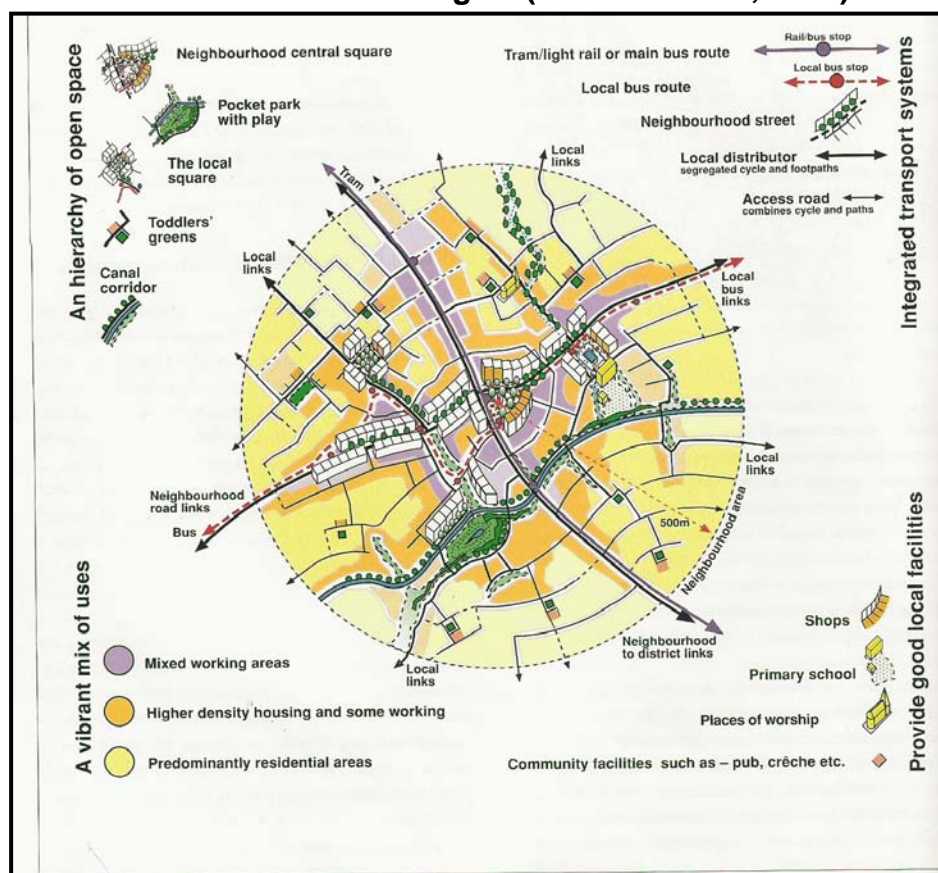 An hierarchy of open space
Neighbourhood central square
Pocket park
with play
The local
square
Toddlers'
greens
Canal
corridor
Integrated transport systems
Rail/bus stop
Tram/light rail or main bus route
Local bus stop
Local bus route
Neighbourhood street
Local distributor
segregated cycle and footpaths
Access road
combines cycle and paths
Local
links
Tram
Local
links
Local
bus links
Local
links
500m
Neighbourhood area
Neighbourhood
road links
Bus
Neighbourhood
to district links
Local
links
A vibrant mix of uses
Mixed working areas
Higher density housing and some working
Predominantly residential areas
Provide good local facilities
Shops
Primary school
Places of worship
Community facilities such as – pub, crêche etc.